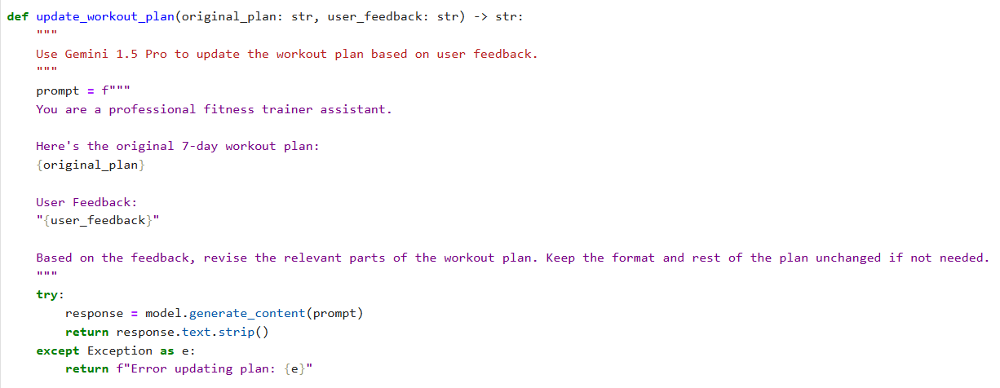 def update_workout_plan(original_plan: str, user_feedback: str) -> str:
    """
    Use Gemini 1.5 Pro to update the workout plan based on user feedback.
    """
    prompt = f"""
    You are a professional fitness trainer assistant.

    Here's the original 7-day workout plan:
    {original_plan}

    User Feedback:
    "{user_feedback}"

    Based on the feedback, revise the relevant parts of the workout plan. Keep the format and rest of the plan unchanged if not needed.
    """
    try:
        response = model.generate_content(prompt)
        return response.text.strip()
    except Exception as e:
        return f"Error updating plan: {e}"